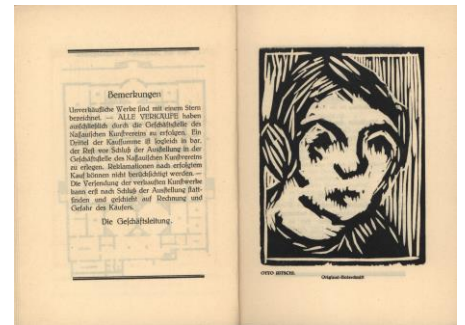 Bemerkungen
Unverkäufliche Werke sind mit einem Stern
bezeichnet. — ALLE VERKÄUFE haben
ausschließlich durch die Geschäftsstelle des
Nassauischen Kunstvereins zu erfolgen. Ein
Drittel der Kaufsumme ist sogleich in bar,
der Rest vor Schluß der Ausstellung in der
Geschäftsstelle des Nassauischen Kunstvereins
zu erlegen. Reklamationen nach erfolgtem
Kauf können nicht berücksichtigt werden. —
Die Versendung der verkauften Kunstwerke
kann erst nach Schluß der Ausstellung statt-
finden und geschieht auf Rechnung und
Gefahr des Käufers.
Die Geschäftsleitung.
OTTO RITSCHL
Original-Holzschnitt